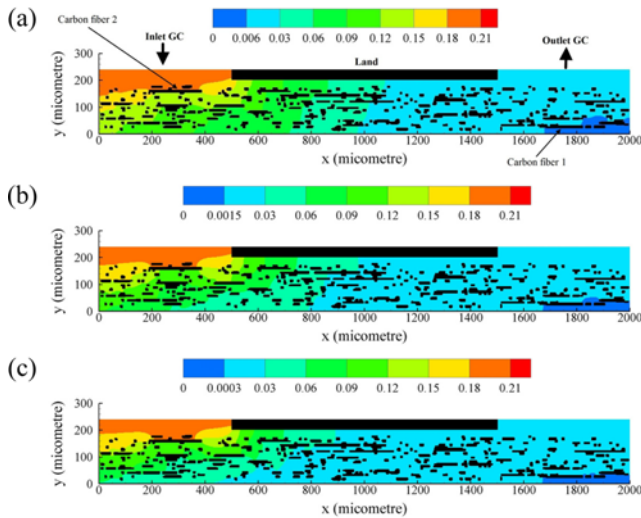 (a)
Carbon fiber 2
Inlet GC
0 0.006 0.03 0.06 0.09 0.12 0.15 0.18 0.21
Land
Outlet GC
300
200
100
0
y (micometre)
0 200 400 600 800 1000 1200 1400 1600 1800 2000
x (micometre)
Carbon fiber 1
(b)
0 0.0015 0.03 0.06 0.09 0.12 0.15 0.18 0.21
300
200
100
0
y (micometre)
0 200 400 600 800 1000 1200 1400 1600 1800 2000
x (micometre)
(c)
0 0.0003 0.03 0.06 0.09 0.12 0.15 0.18 0.21
300
200
100
0
y (micometre)
0 200 400 600 800 1000 1200 1400 1600 1800 2000
x (micometre)